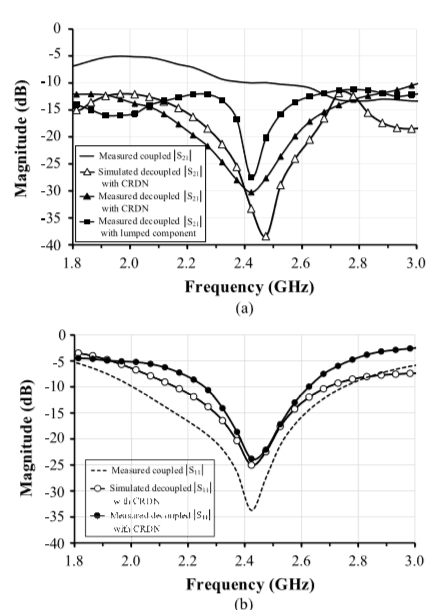 0
-5
-10
-15
-20
-25
-30
-35
-40
Magnitude (dB)
Measured coupled |S21|
Simulated decoupled |S21|
with CRDN
Measured decoupled |S21|
with CRDN
Measured decoupled |S21|
with lumped component
1.8 2.0 2.2 2.4 2.6 2.8 3.0
Frequency (GHz)
(a)
0
-5
-10
-15
-20
-25
-30
-35
-40
Magnitude (dB)
Measured coupled |S11|
Simulated decoupled |S11|
with CRDN
Measured decoupled |S11|
with CRDN
1.8 2.0 2.2 2.4 2.6 2.8 3.0
Frequency (GHz)
(b)